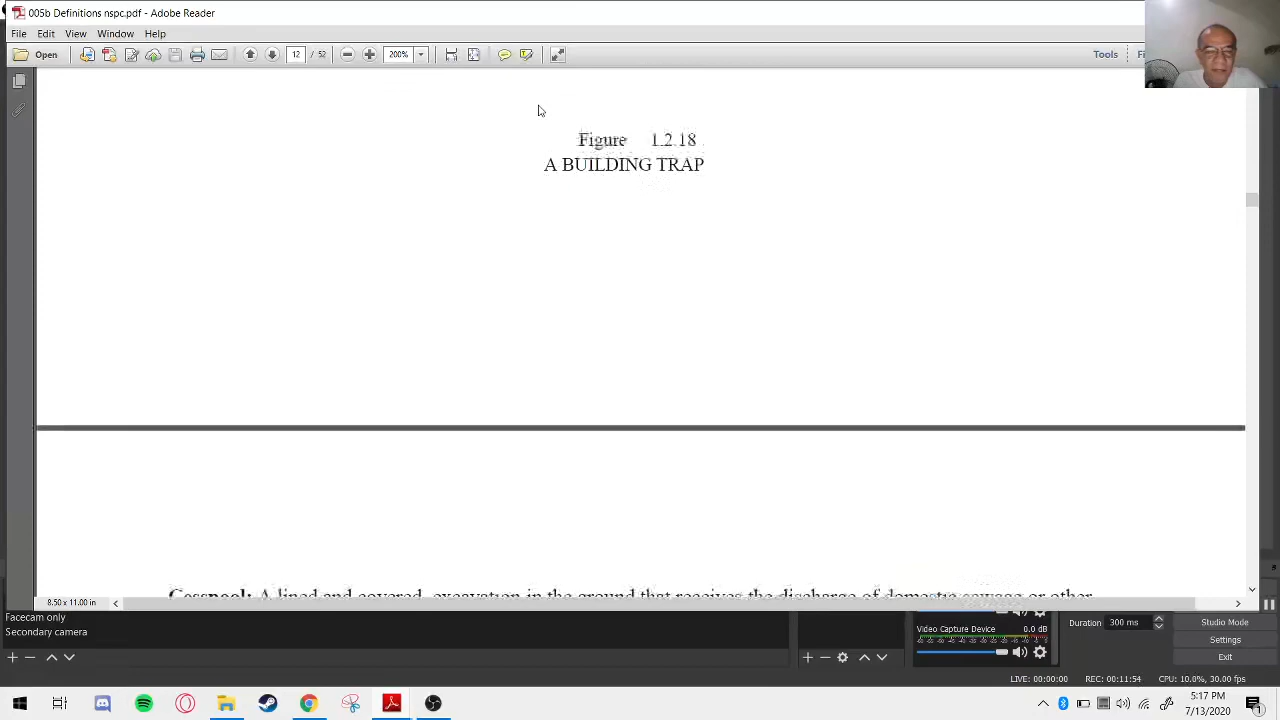 005b Definitions nspc.pdf - Adobe Reader
File Edit View Window Help
Open 12 / 52 200% Tools
Figure 1.2.18
A BUILDING TRAP
Cesspool: A lined and covered excavation in the ground that receives the discharge of domestic sewage or other
8.50 x 11.00 in
Facecam only
Secondary camera
Video Capture Device 0.0 dB
Duration 300 ms
Studio Mode
Settings
Exit
LIVE: 00:00:00 REC: 00:11:54 CPU: 10.0%, 30.00 fps
5:17 PM
7/13/2020
1